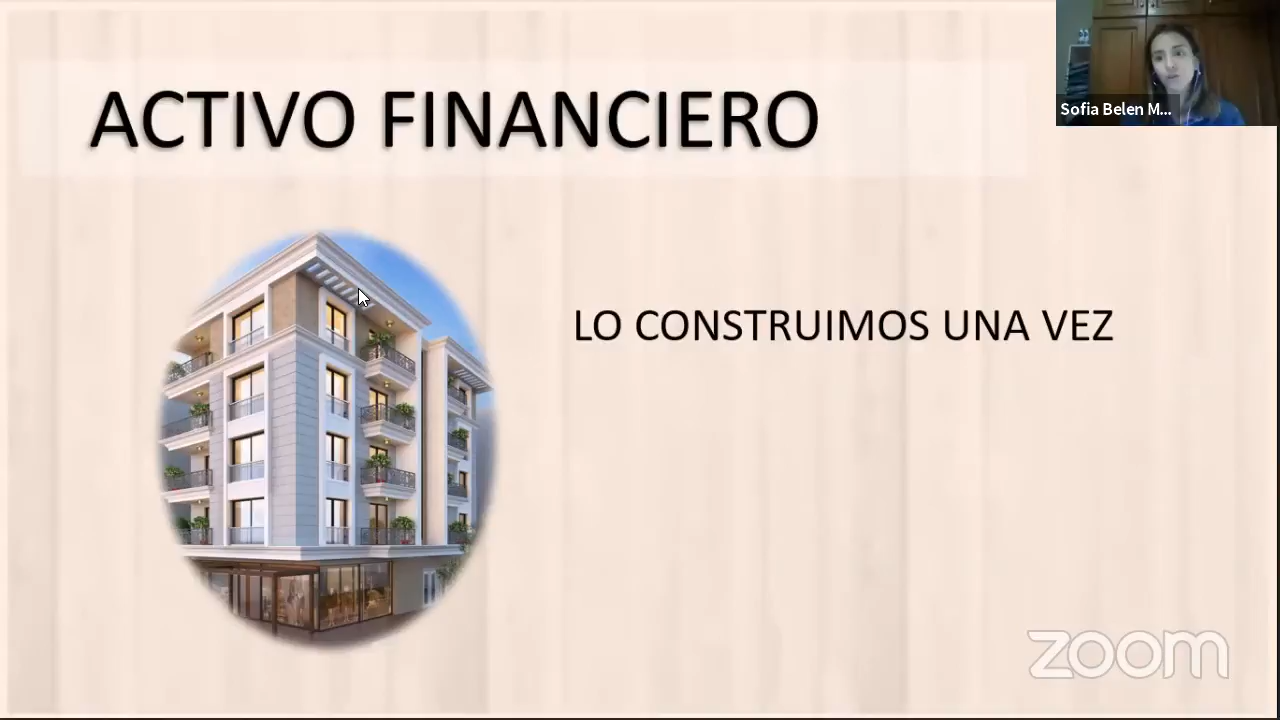 Sofia Belen M...
ACTIVO FINANCIERO
LO CONSTRUIMOS UNA VEZ
zoom